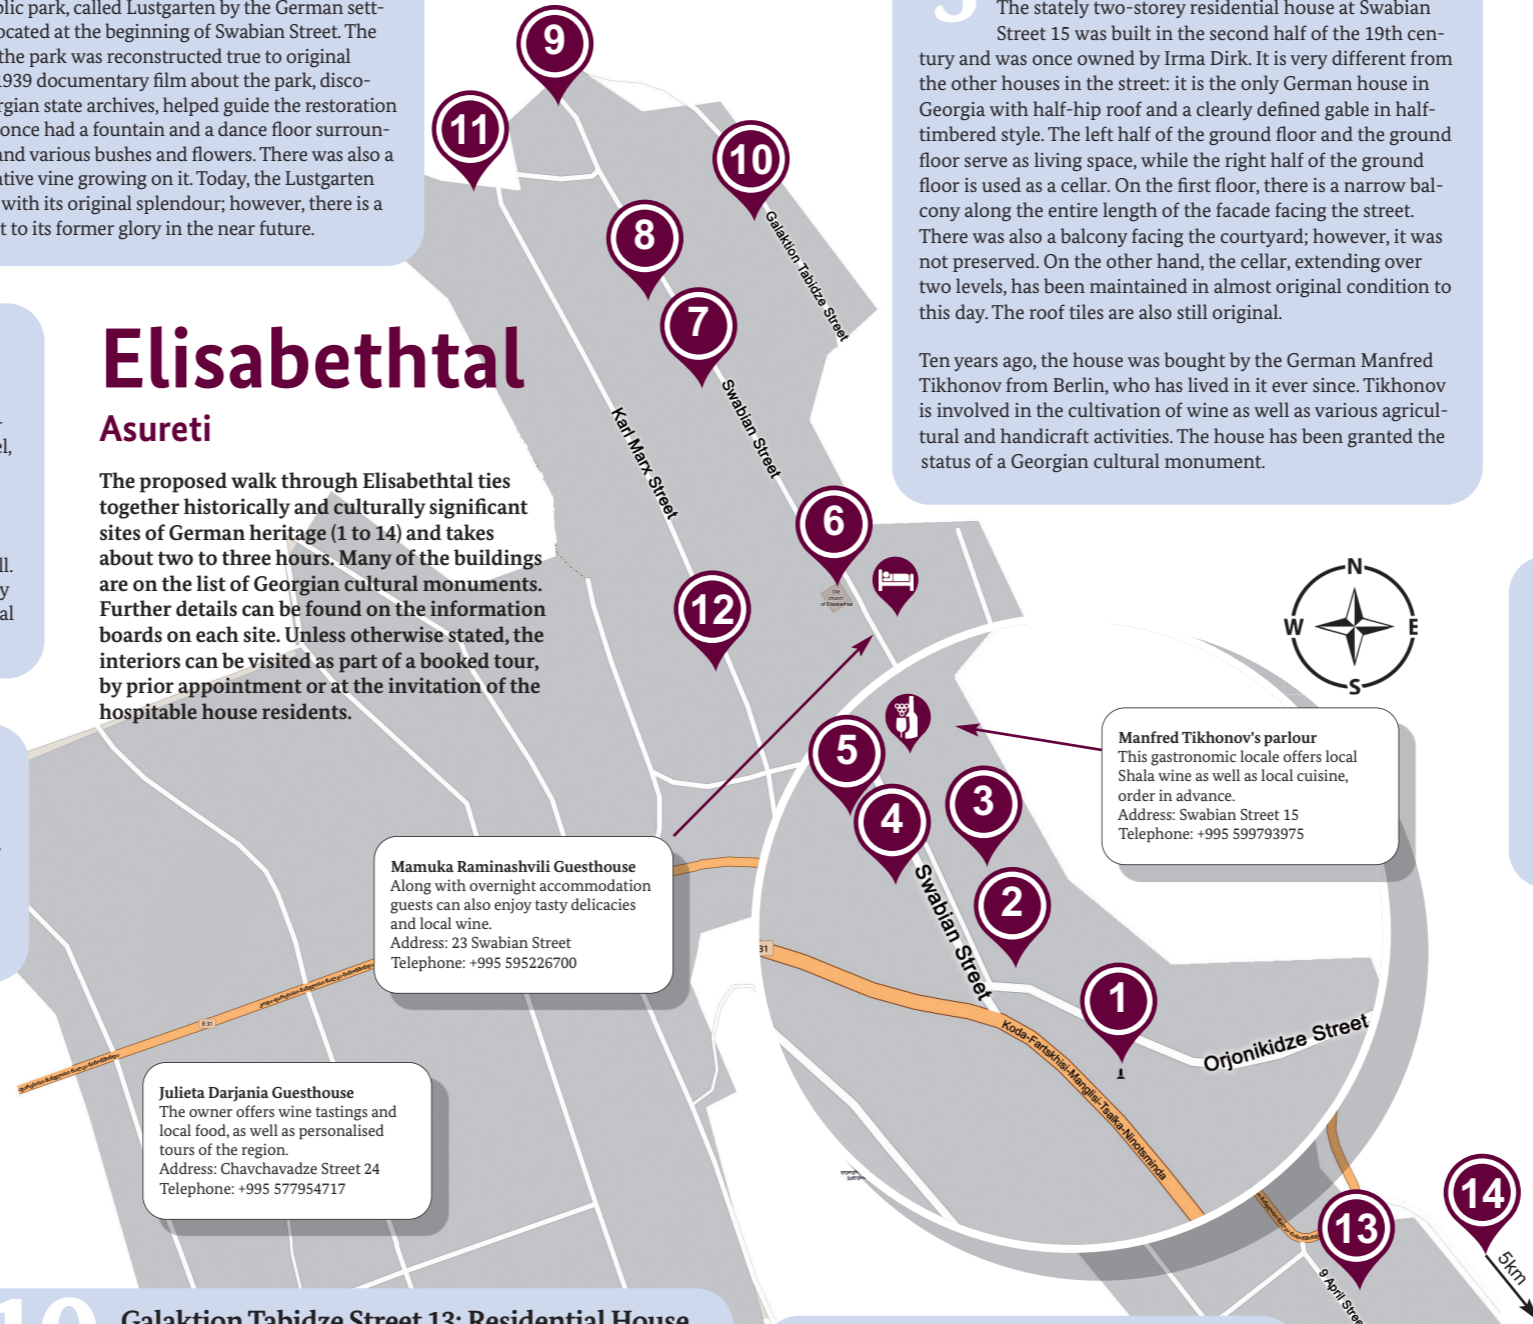 blic park, called Lustgarten by the German sett-
ocated at the beginning of Swabian Street. The
the park was reconstructed true to original
1939 documentary film about the park, disco-
rgian state archives, helped guide the restoration
once had a fountain and a dance floor surroun-
and various bushes and flowers. There was also a
ative vine growing on it. Today, the Lustgarten
with its original splendour; however, there is a
t to its former glory in the near future.
The stately two-storey residential house at Swabian
Street 15 was built in the second half of the 19th cen-
tury and was once owned by Irma Dirk. It is very different from
the other houses in the street: it is the only German house in
Georgia with half-hip roof and a clearly defined gable in half-
timbered style. The left half of the ground floor and the ground
floor serve as living space, while the right half of the ground
floor is used as a cellar. On the first floor, there is a narrow bal-
cony along the entire length of the facade facing the street.
There was also a balcony facing the courtyard; however, it was
not preserved. On the other hand, the cellar, extending over
two levels, has been maintained in almost original condition to
this day. The roof tiles are also still original.
Ten years ago, the house was bought by the German Manfred
Tikhonov from Berlin, who has lived in it ever since. Tikhonov
is involved in the cultivation of wine as well as various agricul-
tural and handicraft activities. The house has been granted the
status of a Georgian cultural monument.
el,
ll.
y
al
Elisabethtal
Asureti
The proposed walk through Elisabethtal ties
together historically and culturally significant
sites of German heritage (1 to 14) and takes
about two to three hours. Many of the buildings
are on the list of Georgian cultural monuments.
Further details can be found on the information
boards on each site. Unless otherwise stated, the
interiors can be visited as part of a booked tour,
by prior appointment or at the invitation of the
hospitable house residents.
9
11
10
Galaktion Tabidze Street
8
7
Swabian Street
Karl Marx Street
6
Old
church
of Elisabethtal
12
N
W E
S
5
4
3
2
1
Swabian Street
Orjonikidze Street
Koda-Fartskhisi-Manglisi-Tsalka-Ninotsminda
31
Manfred Tikhonov's parlour
This gastronomic locale offers local
Shala wine as well as local cuisine,
order in advance.
Address: Swabian Street 15
Telephone: +995 599793975
Mamuka Raminashvili Guesthouse
Along with overnight accommodation
guests can also enjoy tasty delicacies
and local wine.
Address: 23 Swabian Street
Telephone: +995 595226700
Julieta Darjania Guesthouse
The owner offers wine tastings and
local food, as well as personalised
tours of the region.
Address: Chavchavadze Street 24
Telephone: +995 577954717
13
14
5km
9 April Stree
10
Galaktion Tabidze Street 13: Residential House